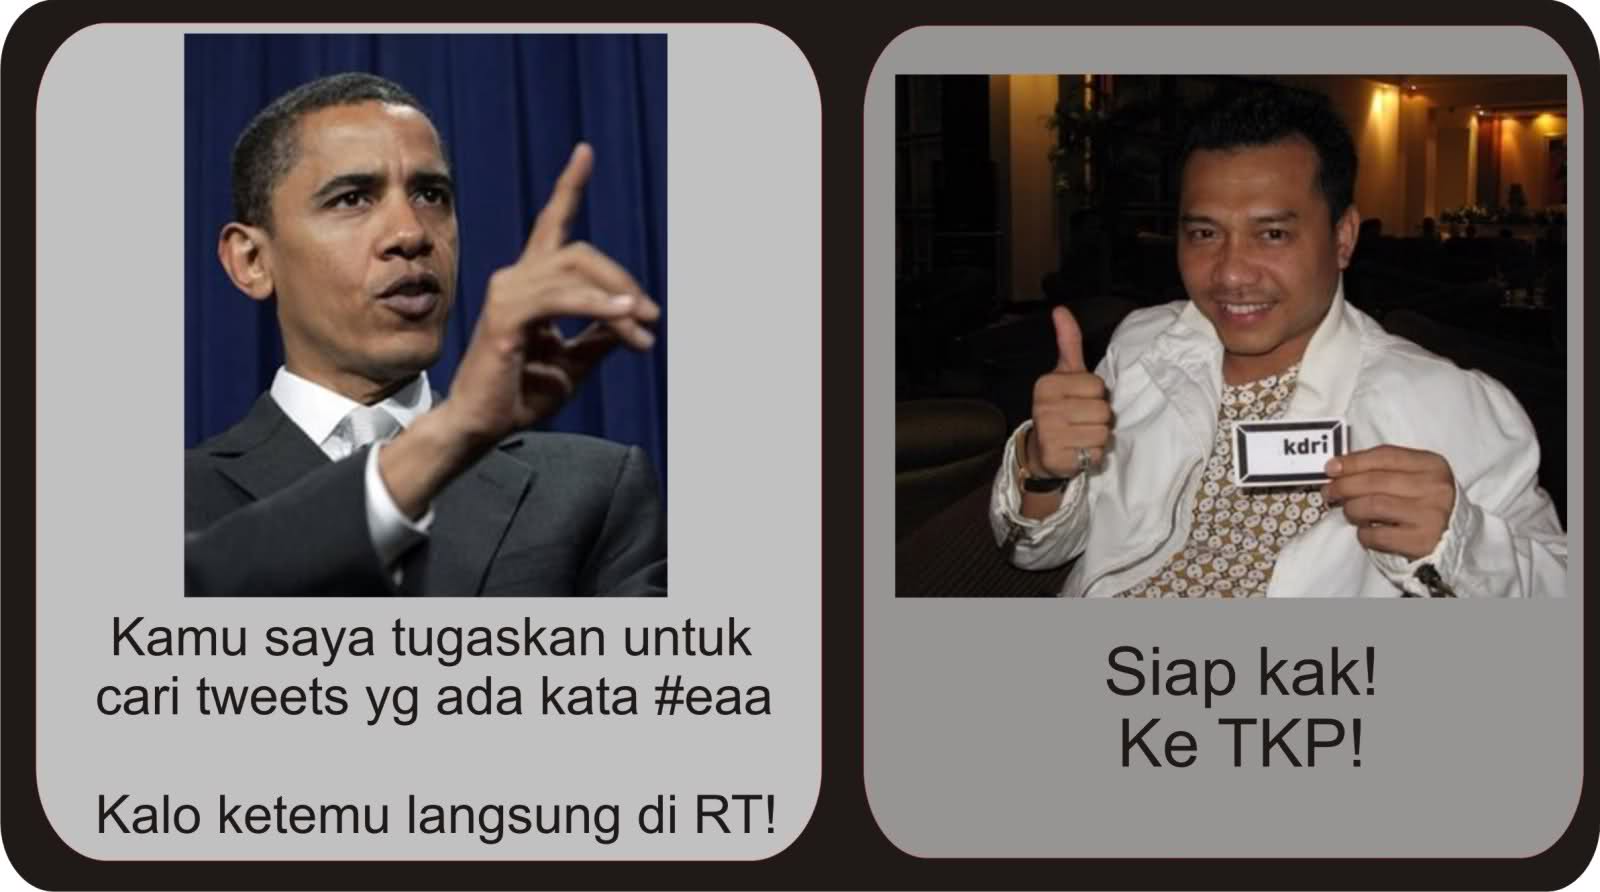 Kamu saya tugaskan untuk
cari tweets yg ada kata #eaa
Kalo ketemu langsung di RT!
kdri
Siap kak!
Ke TKP!